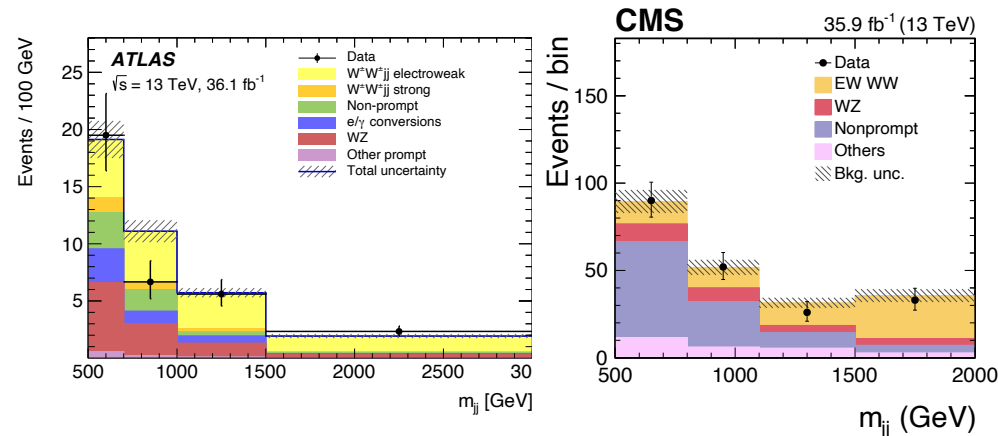 ATLAS
√s = 13 TeV, 36.1 fb⁻¹
Data
W±W±jj electroweak
W±W±jj strong
Non-prompt
e/γ conversions
WZ
Other prompt
Total uncertainty
Events / 100 GeV
25
20
15
10
5
500 1000 1500 2000 2500 30
m_jj [GeV]
CMS
35.9 fb⁻¹ (13 TeV)
Data
EW WW
WZ
Nonprompt
Others
Bkg. unc.
Events / bin
150
100
50
0
500 1000 1500 2000
m_jj (GeV)